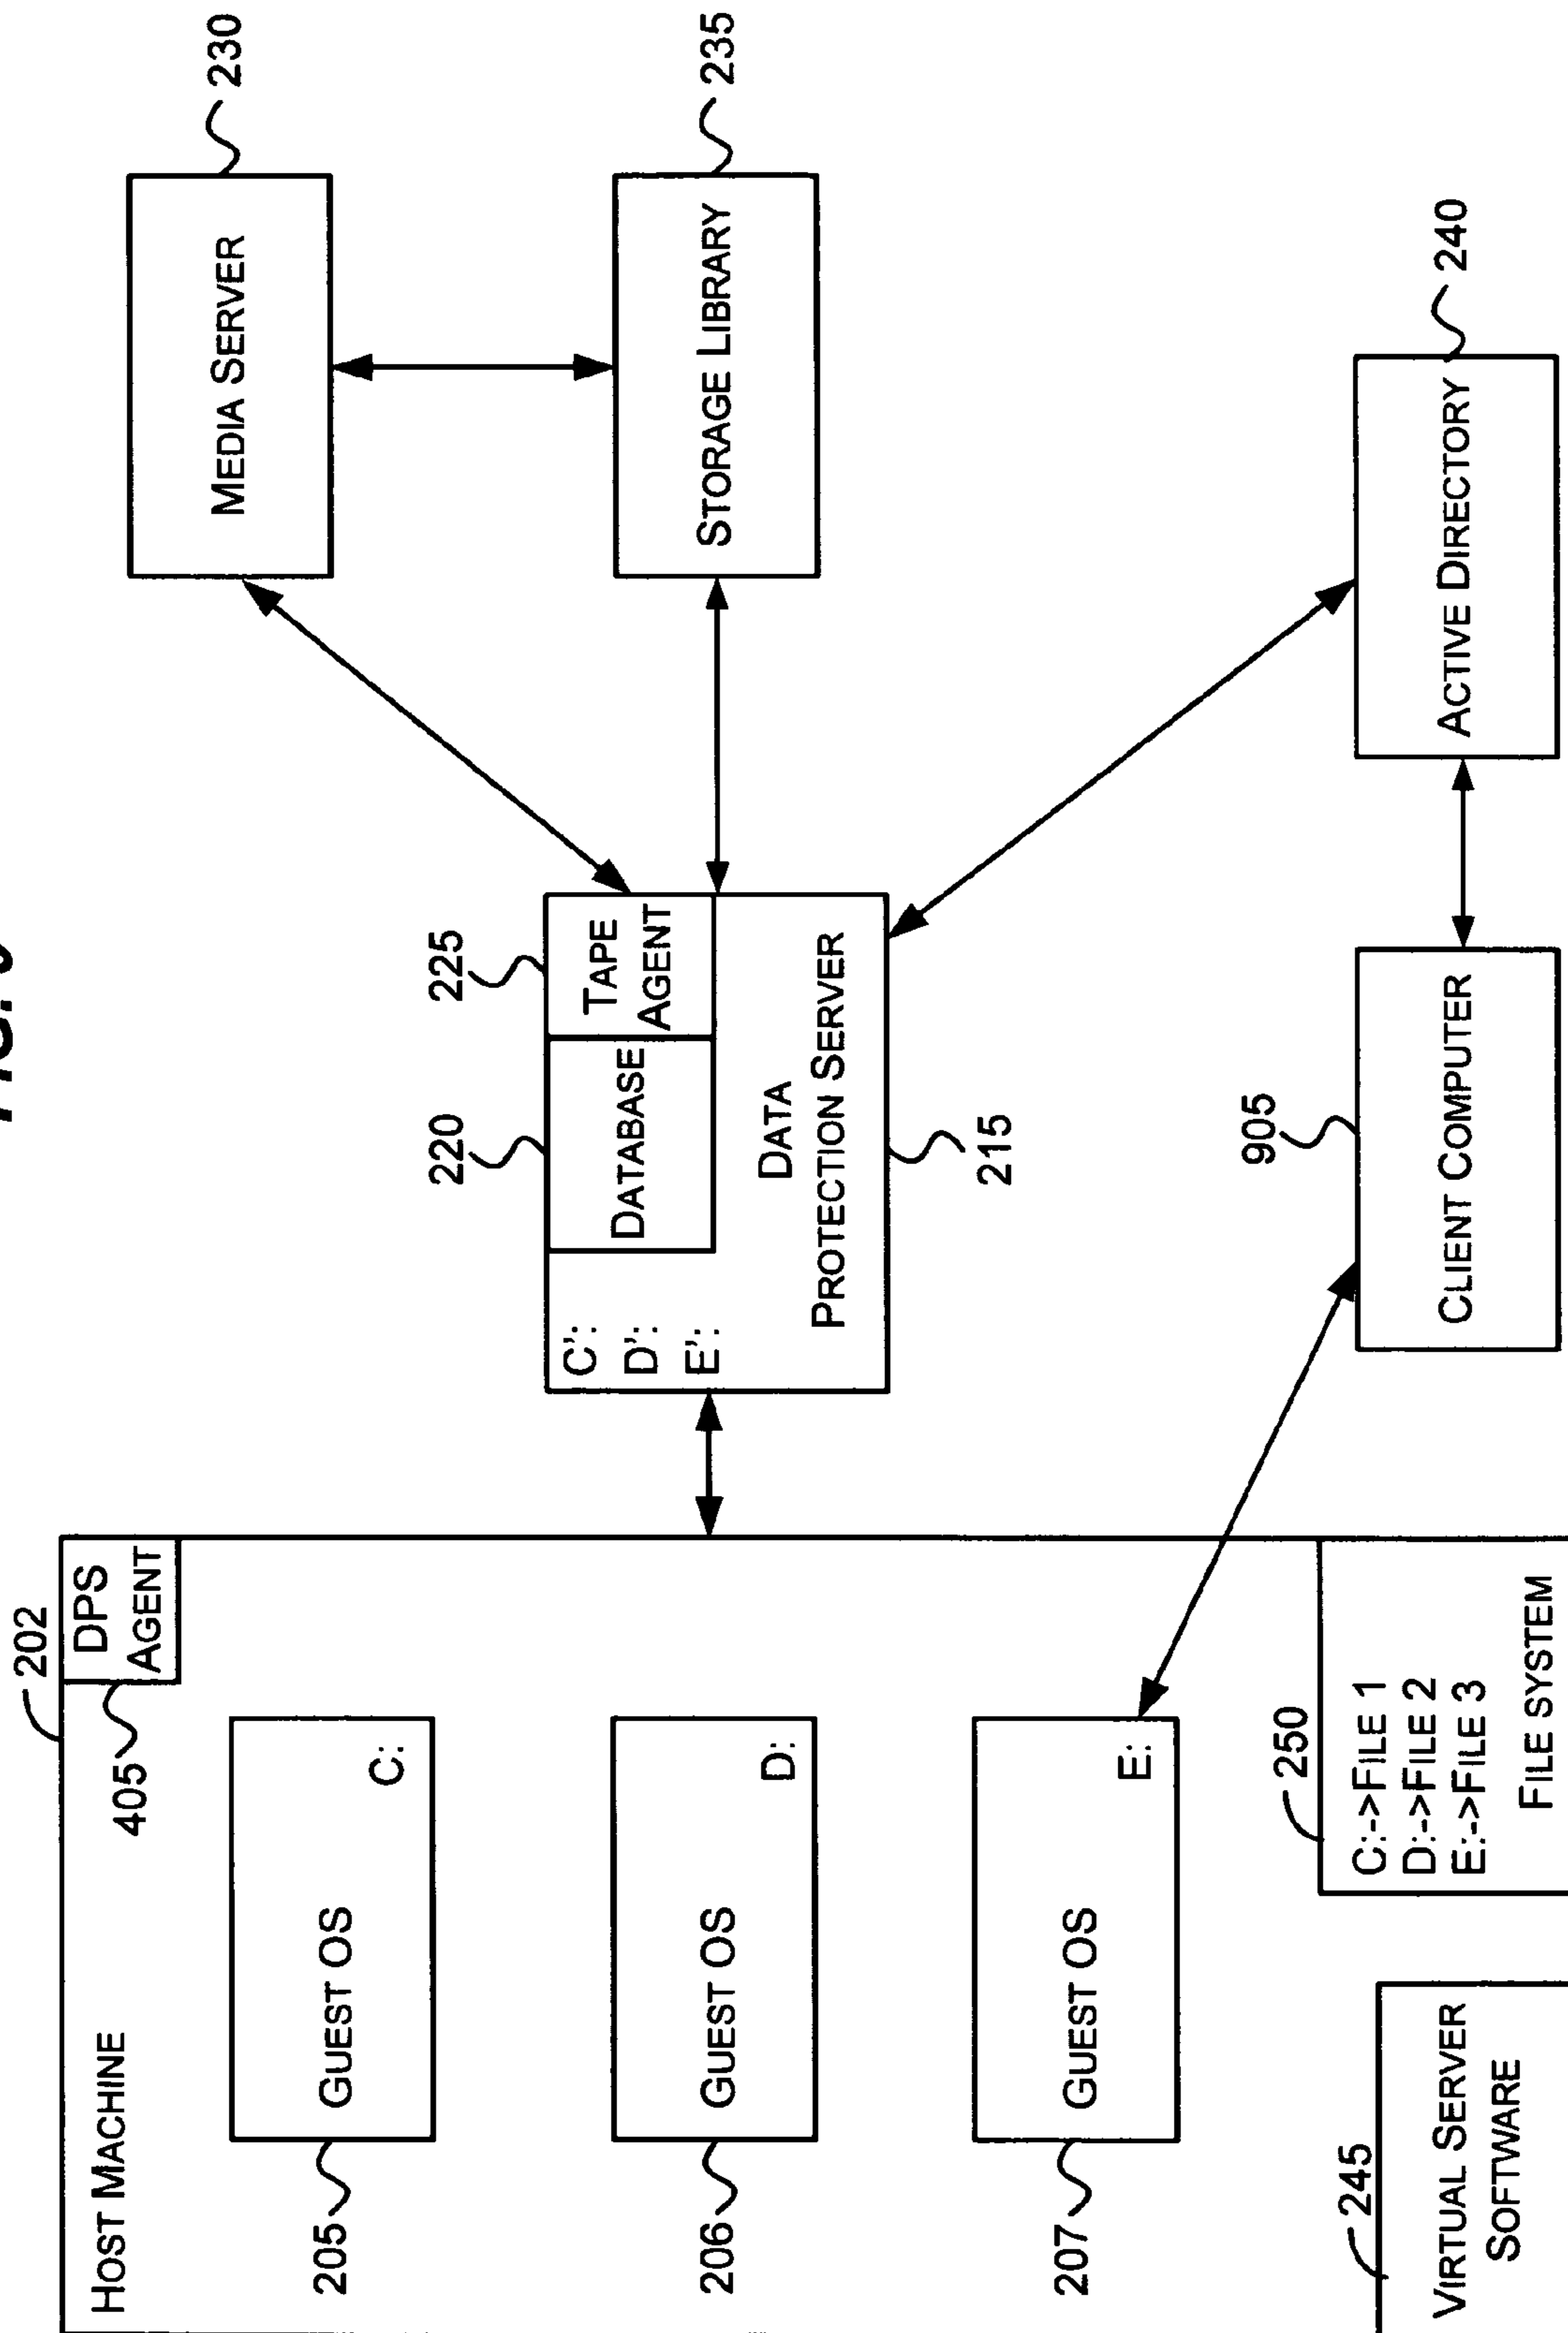 HOST MACHINE
202
DPS
AGENT
405
205
GUEST OS
C:
206
GUEST OS
D:
207
GUEST OS
E:
245
VIRTUAL SERVER
SOFTWARE
250
C:->FILE 1
D:->FILE 2
E:->FILE 3
FILE SYSTEM
220
225
C':
D':
E':
DATABASE
TAPE
AGENT
DATA
PROTECTION SERVER
215
MEDIA SERVER
230
STORAGE LIBRARY
235
905
CLIENT COMPUTER
ACTIVE DIRECTORY
240